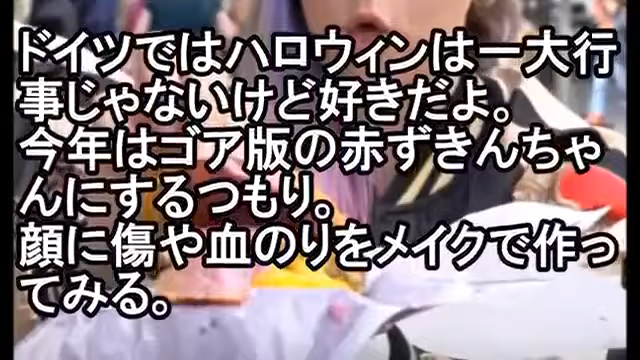 ドイツではハロウィンは一大行
事じゃないけど好きだよ。
今年はゴア版の赤ずきんちゃ
んにするつもり。
顔に傷や血のりをメイクで作っ
てみる。